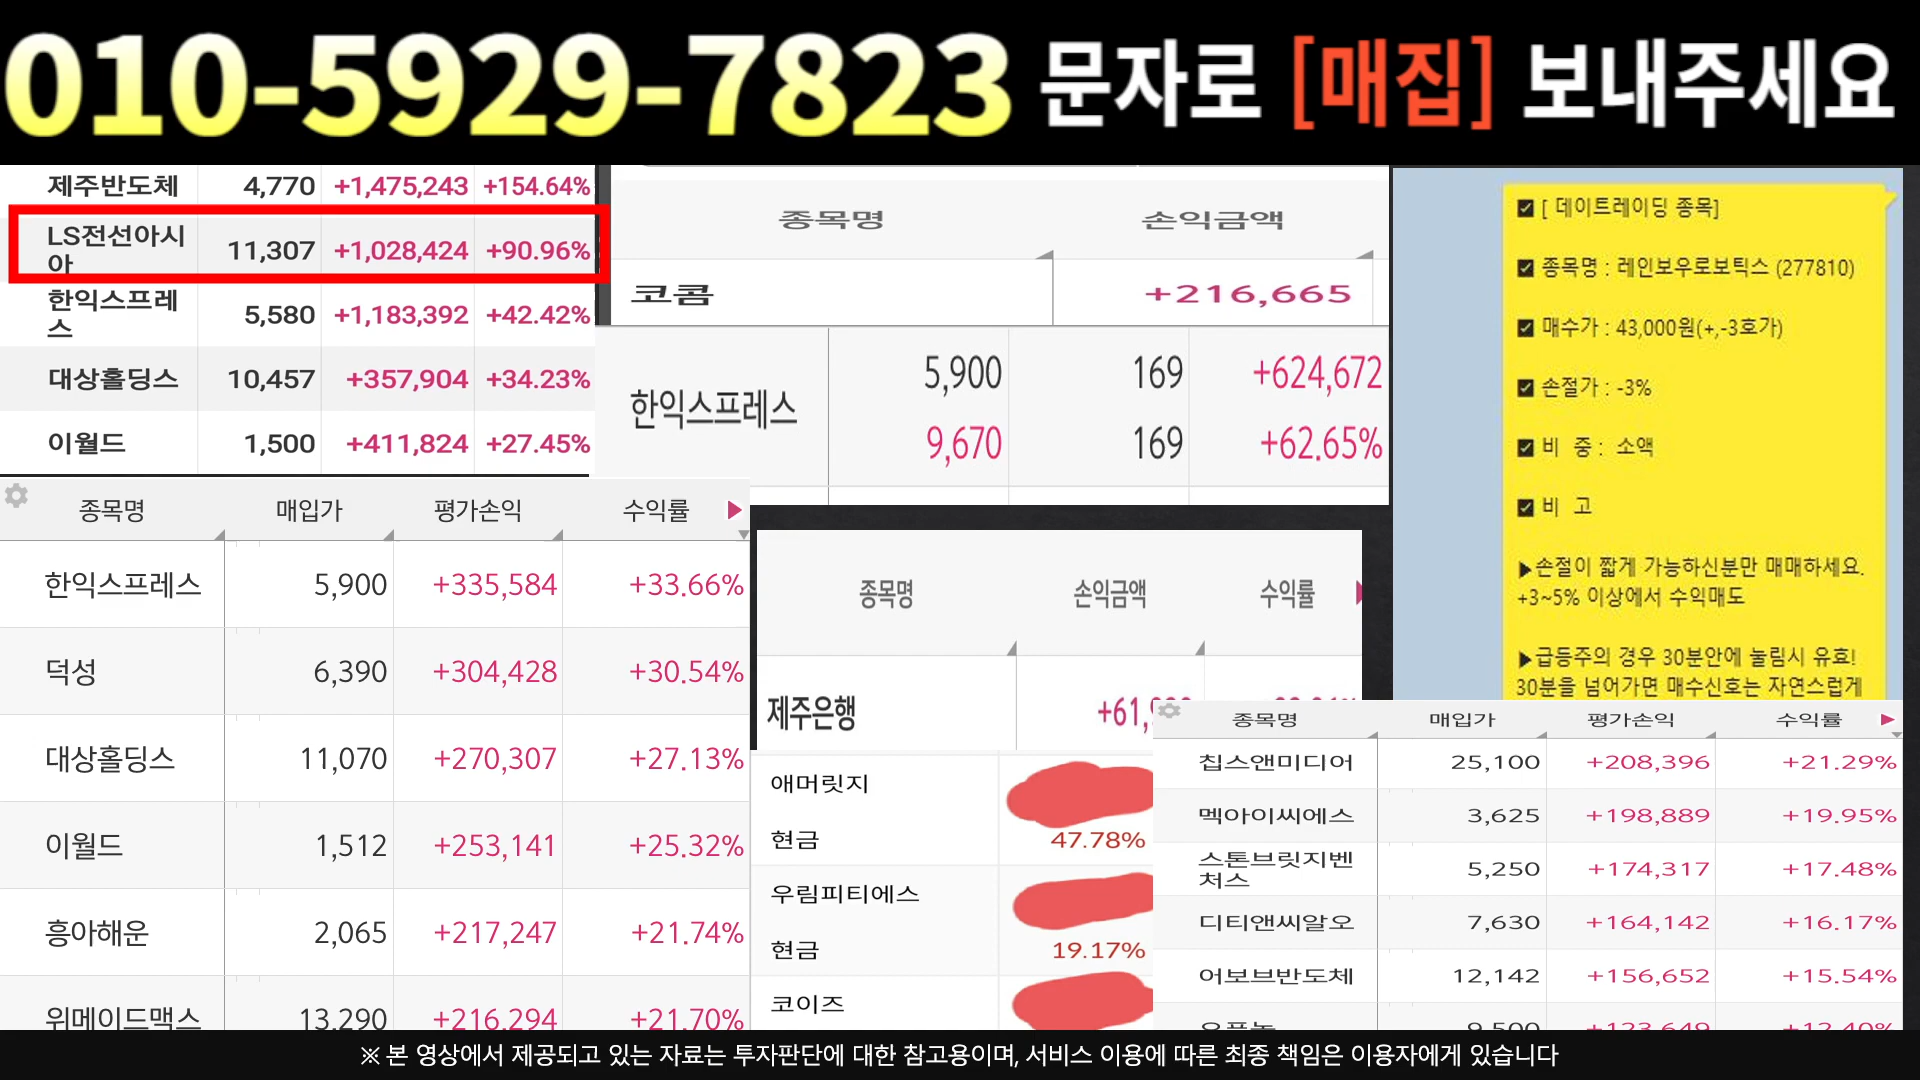 010-5929-7823 문자로 [매집] 보내주세요
제주반도체 4,770 +1,475,243 +154.64%
LS전선아시
아 11,307 +1,028,424 +90.96%
한익스프레
스 5,580 +1,183,392 +42.42%
대상홀딩스 10,457 +357,904 +34.23%
이월드 1,500 +411,824 +27.45%
종목명 손익금액
코콤 +216,665
한익스프레스
5,900 169 +624,672
9,670 169 +62.65%
[ 데이트레이딩 종목]
종목명 : 레인보우로보틱스 (277810)
매수가 : 43,000원(+,-3호가)
손절가 : -3%
비 중 : 소액
비 고
▶손절이 짧게 가능하신분만 매매하세요.
+3~5% 이상에서 수익매도
▶급등주의 경우 30분안에 눌림시 유효!
30분을 넘어가면 매수신호는 자연스럽게
종목명 매입가 평가손익 수익률
한익스프레스 5,900 +335,584 +33.66%
덕성 6,390 +304,428 +30.54%
대상홀딩스 11,070 +270,307 +27.13%
이월드 1,512 +253,141 +25.32%
흥아해운 2,065 +217,247 +21.74%
위메이드맥스 13,290 +216,294 +21.70%
종목명 손익금액 수익률
제주은행 +61,
애머릿지
현금 47.78%
우림피티에스
현금 19.17%
코이즈
종목명 매입가 평가손익 수익률
칩스앤미디어 25,100 +208,396 +21.29%
멕아이씨에스 3,625 +198,889 +19.95%
스톤브릿지벤
처스 5,250 +174,317 +17.48%
디티앤씨알오 7,630 +164,142 +16.17%
어보브반도체 12,142 +156,652 +15.54%
※ 본 영상에서 제공되고 있는 자료는 투자판단에 대한 참고용이며, 서비스 이용에 따른 최종 책임은 이용자에게 있습니다